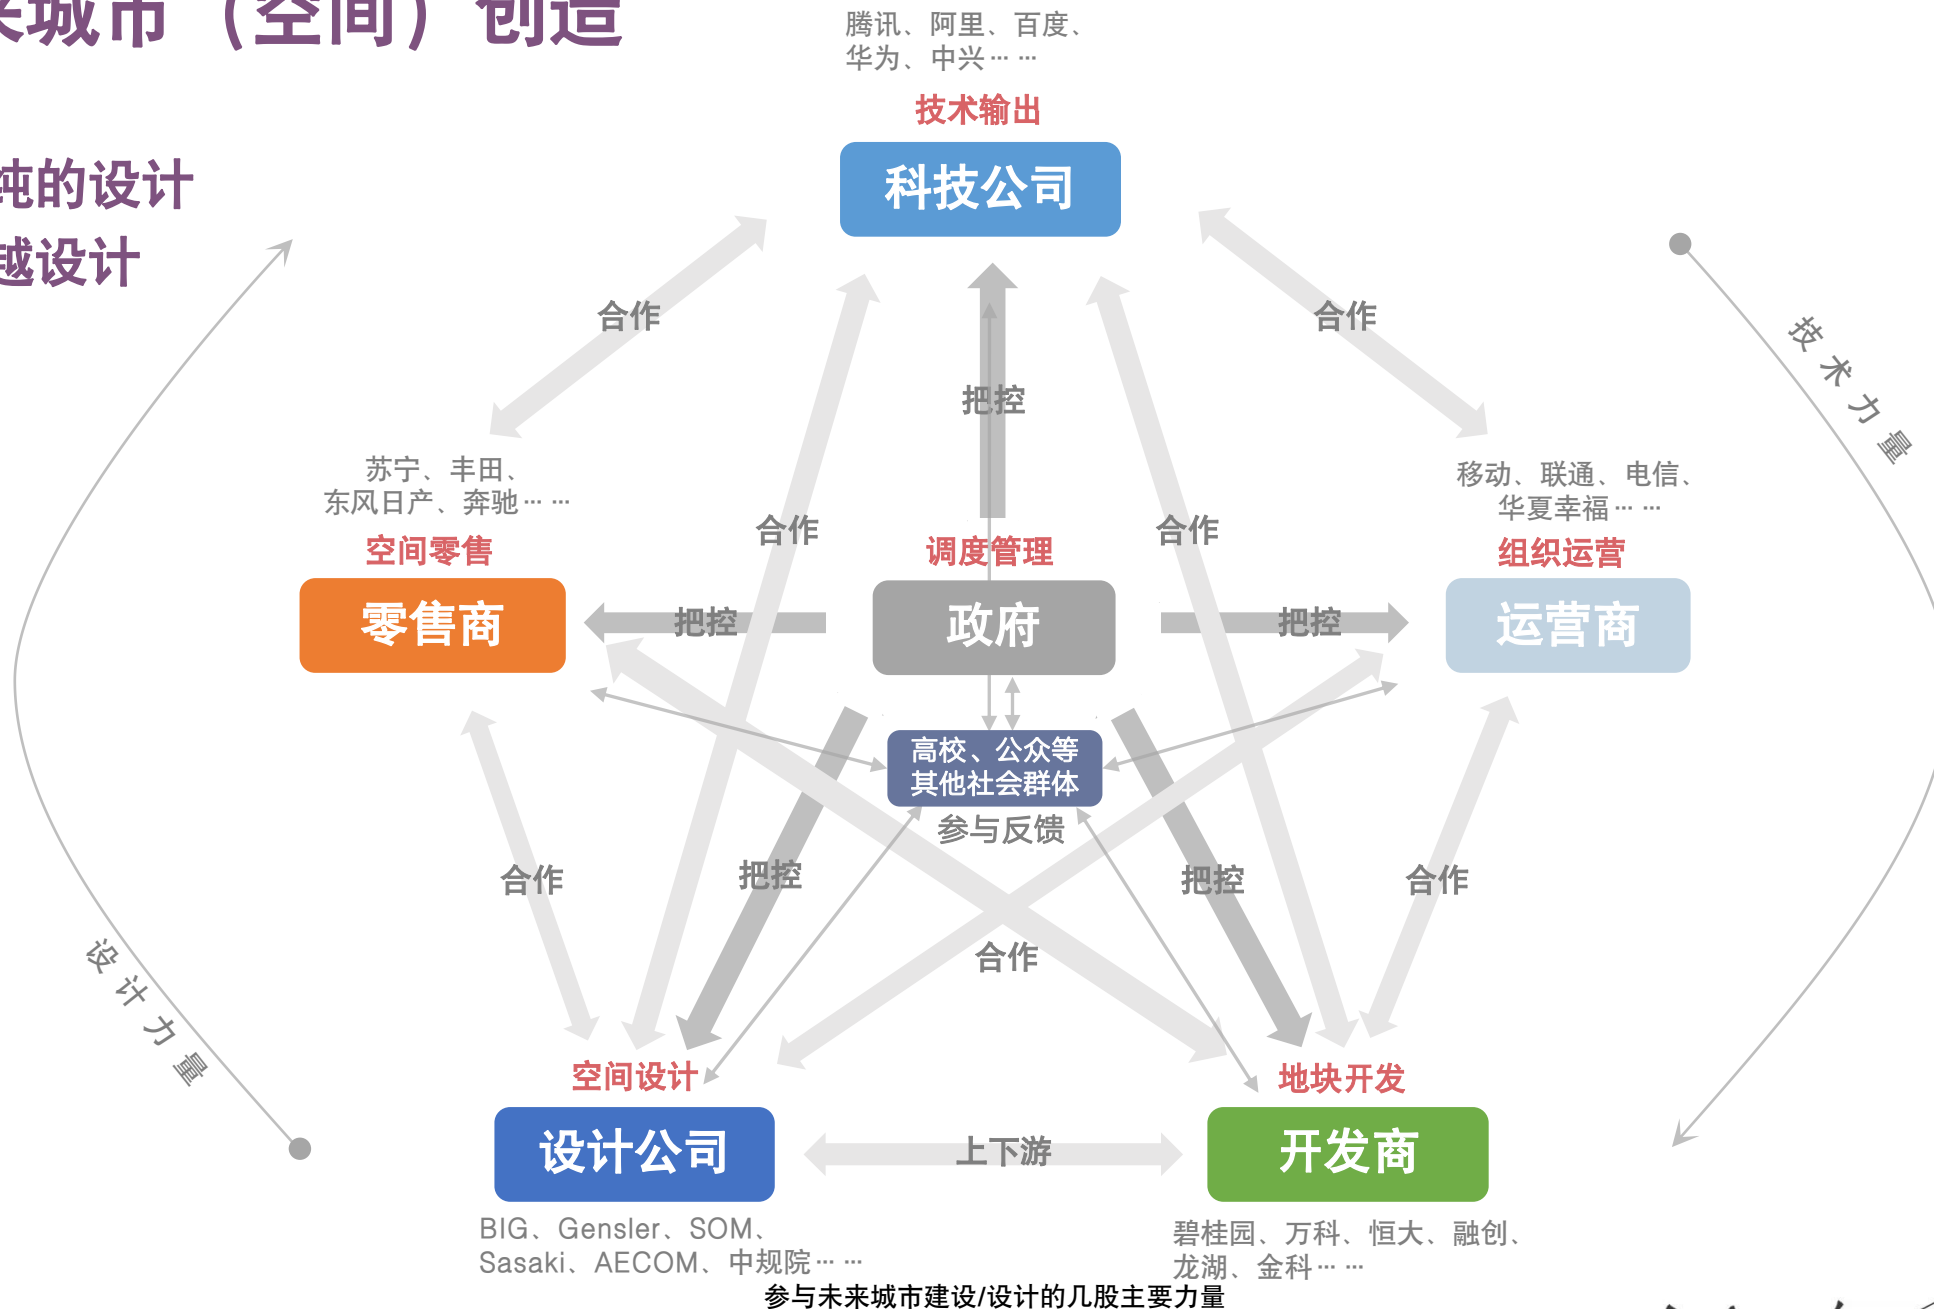 来城市（空间）创造
纯的设计
越设计
腾讯、阿里、百度、
华为、中兴……
技术输出
科技公司
合作
合作
把控
技术力量
苏宁、丰田、
东风日产、奔驰……
空间零售
零售商
合作
合作
调度管理
政府
移动、联通、电信、
华夏幸福……
组织运营
运营商
把控
把控
高校、公众等
其他社会群体
参与反馈
合作
把控
把控
合作
合作
设计力量
空间设计
设计公司
上下游
地块开发
开发商
BIG、Gensler、SOM、
Sasaki、AECOM、中规院……
碧桂园、万科、恒大、融创、
龙湖、金科……
参与未来城市建设/设计的几股主要力量